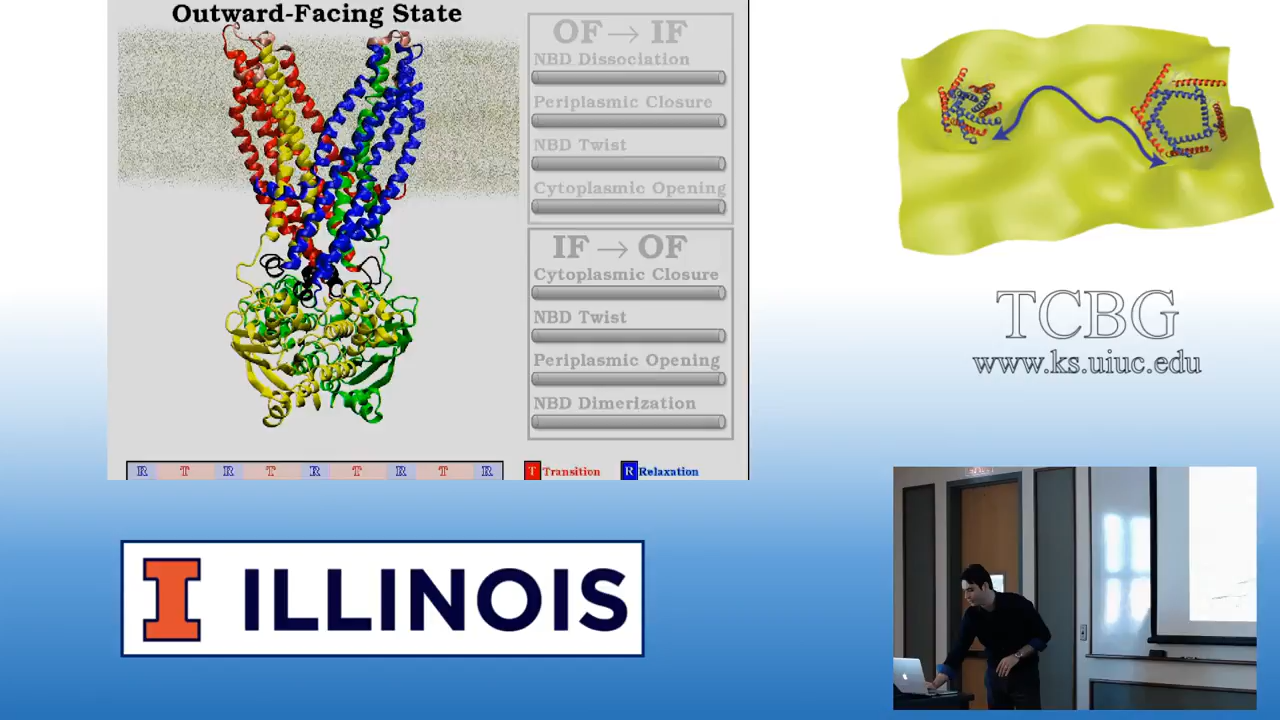 Outward-Facing State
OF → IF
NBD Dissociation
Periplasmic Closure
NBD Twist
Cytoplasmic Opening
IF → OF
Cytoplasmic Closure
NBD Twist
Periplasmic Opening
NBD Dimerization
R T R T R T R T R
T Transition R Relaxation
TCBG
www.ks.uiuc.edu
I ILLINOIS